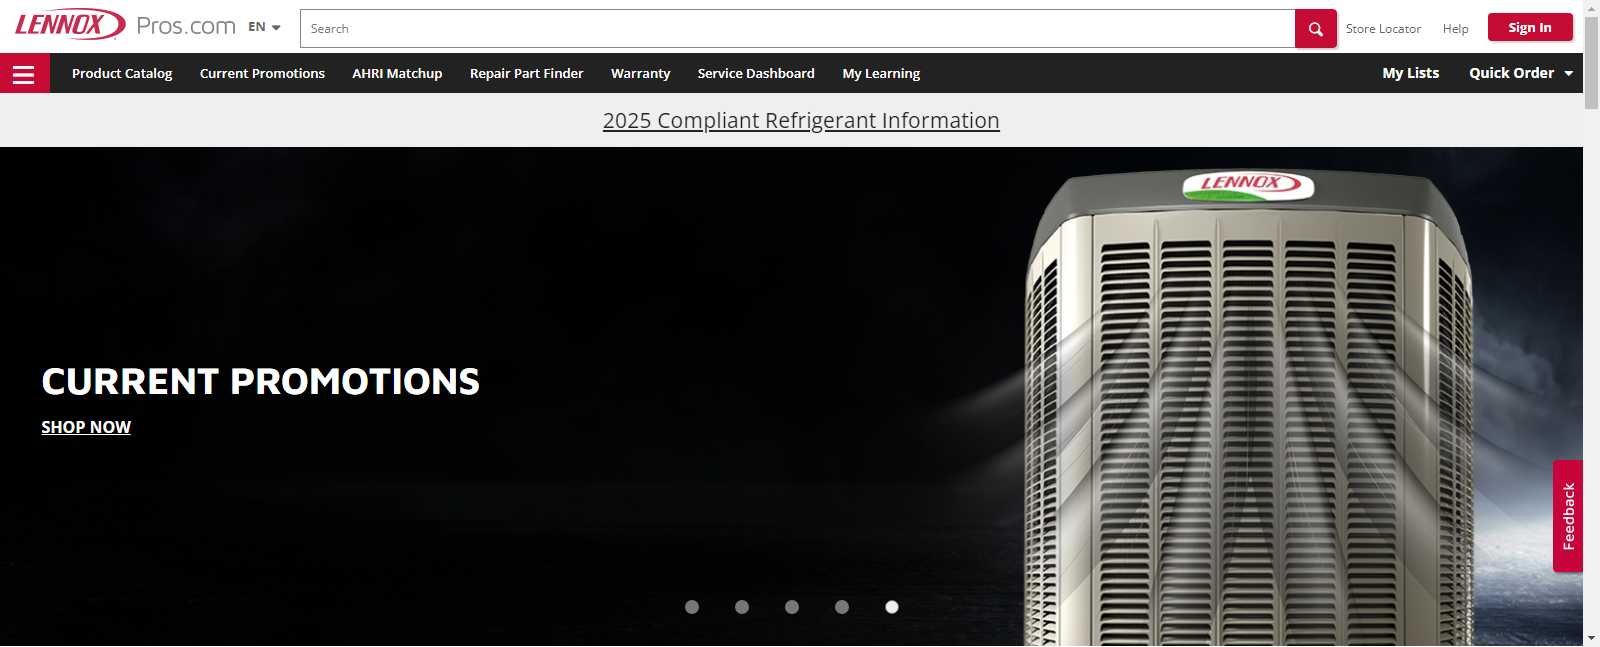 LENNOX Pros.com EN Search Store Locator Help Sign In
Product Catalog Current Promotions AHRI Matchup Repair Part Finder Warranty Service Dashboard My Learning My Lists Quick Order
2025 Compliant Refrigerant Information
LENNOX
CURRENT PROMOTIONS
SHOP NOW
Feedback